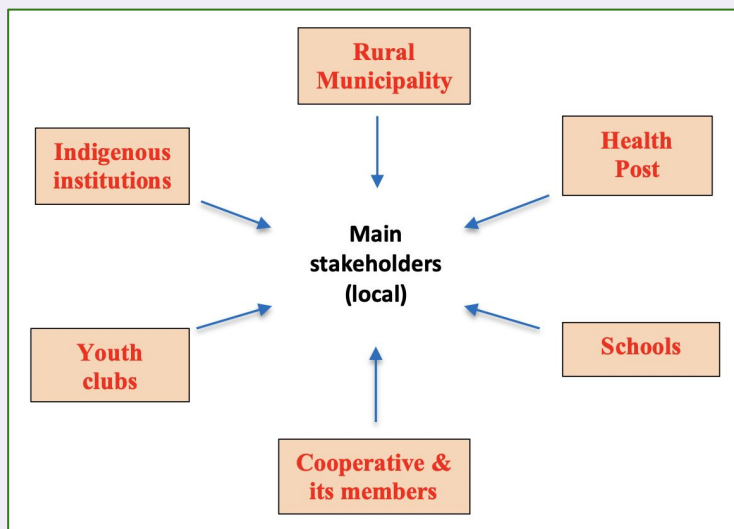 Rural
Municipality
Indigenous
institutions
Health
Post
Main
stakeholders
(local)
Youth
clubs
Schools
Cooperative &
its members